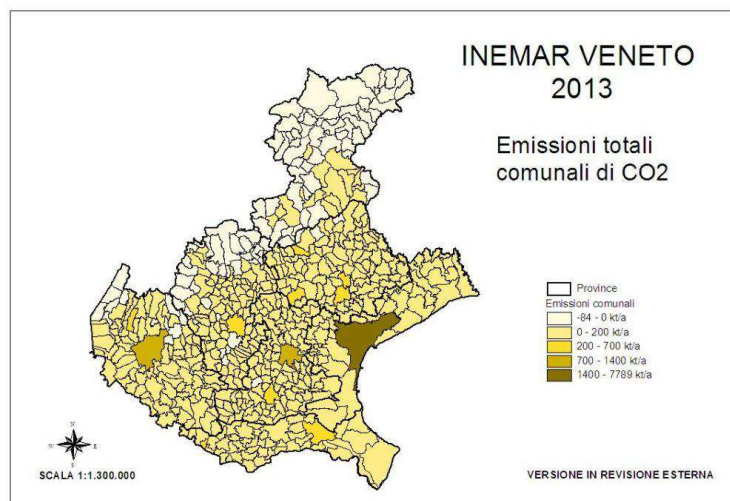 INEMAR VENETO
2013
Emissioni totali
comunali di CO2
Province
Emissioni comunali
-84 - 0 kt/a
0 - 200 kt/a
200 - 700 kt/a
700 - 1400 kt/a
1400 - 7789 kt/a
N
W
E
S
SCALA 1:1.300.000
VERSIONE IN REVISIONE ESTERNA